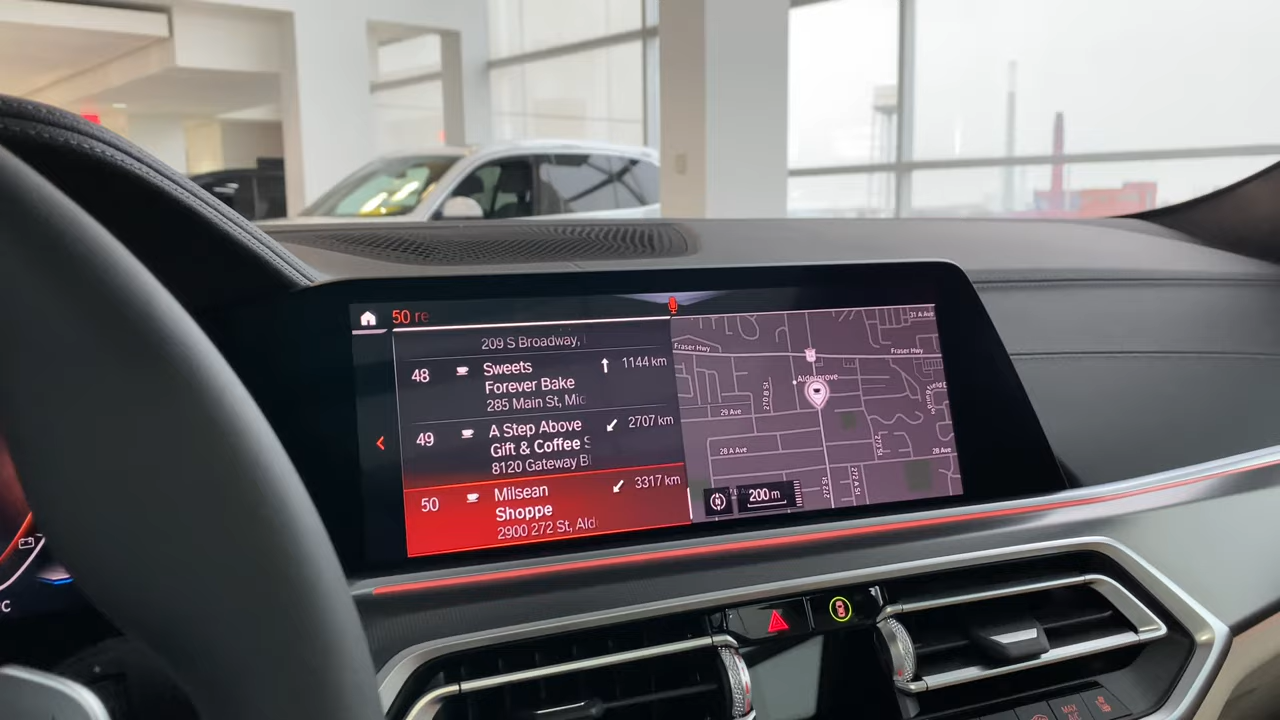 50 re
209 S Broadway,
48 Sweets 1144 km
Forever Bake
285 Main St, Mic
49 A Step Above 2707 km
Gift & Coffee S
8120 Gateway B
50 Milsean 3317 km
Shoppe
2900 272 St, Ald
31 A Ave
Fraser Hwy
Fraser Hwy
Aldergrove
270 B St
29 Ave
28 A Ave
273 St
28 Ave
272 St
272 A St
200 m
°C
MAX
A/C